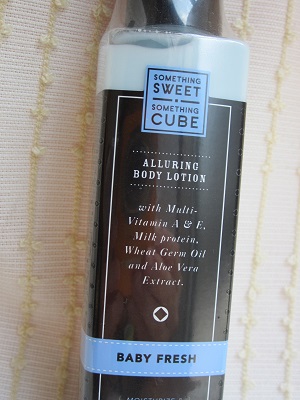 SOMETHING
SWEET
SOMETHING
CUBE
ALLURING
BODY LOTION
with Multi-
Vitamin A & E,
Milk protein,
Wheat Germ Oil
and Aloe Vera
Extract.
BABY FRESH
MOISTURIZE